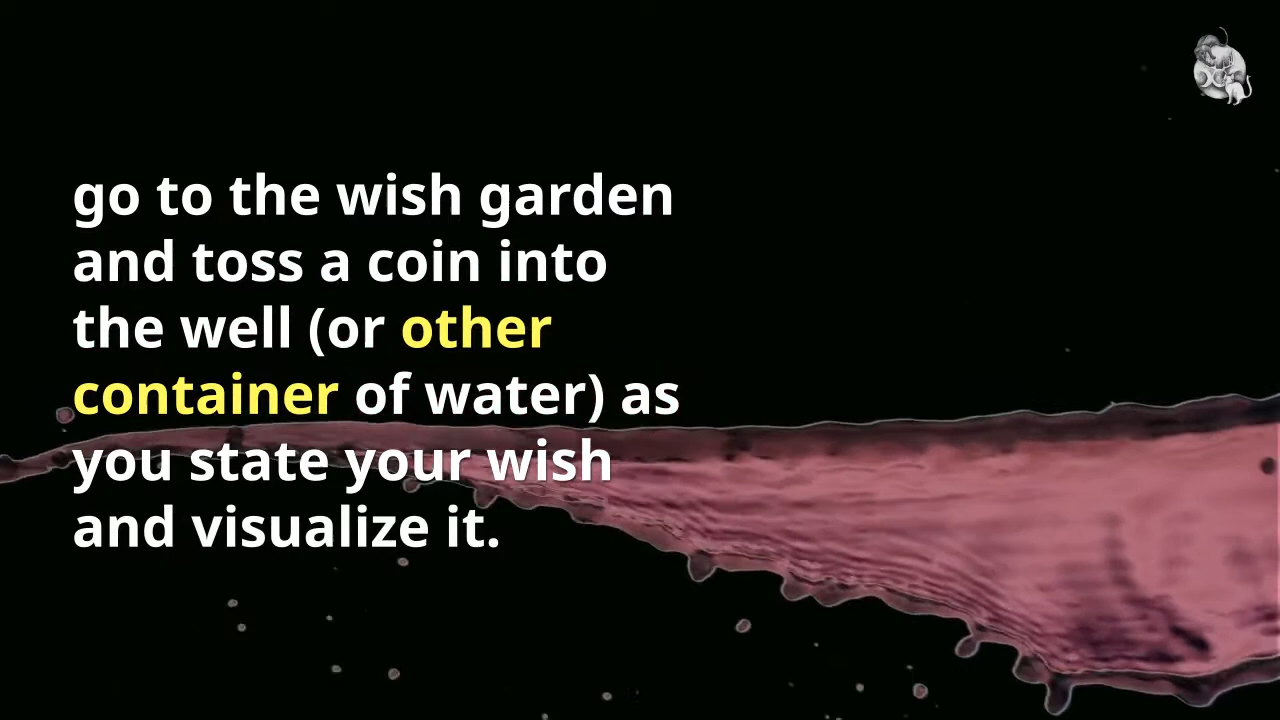 go to the wish garden
and toss a coin into
the well (or other
container of water) as
you state your wish
and visualize it.